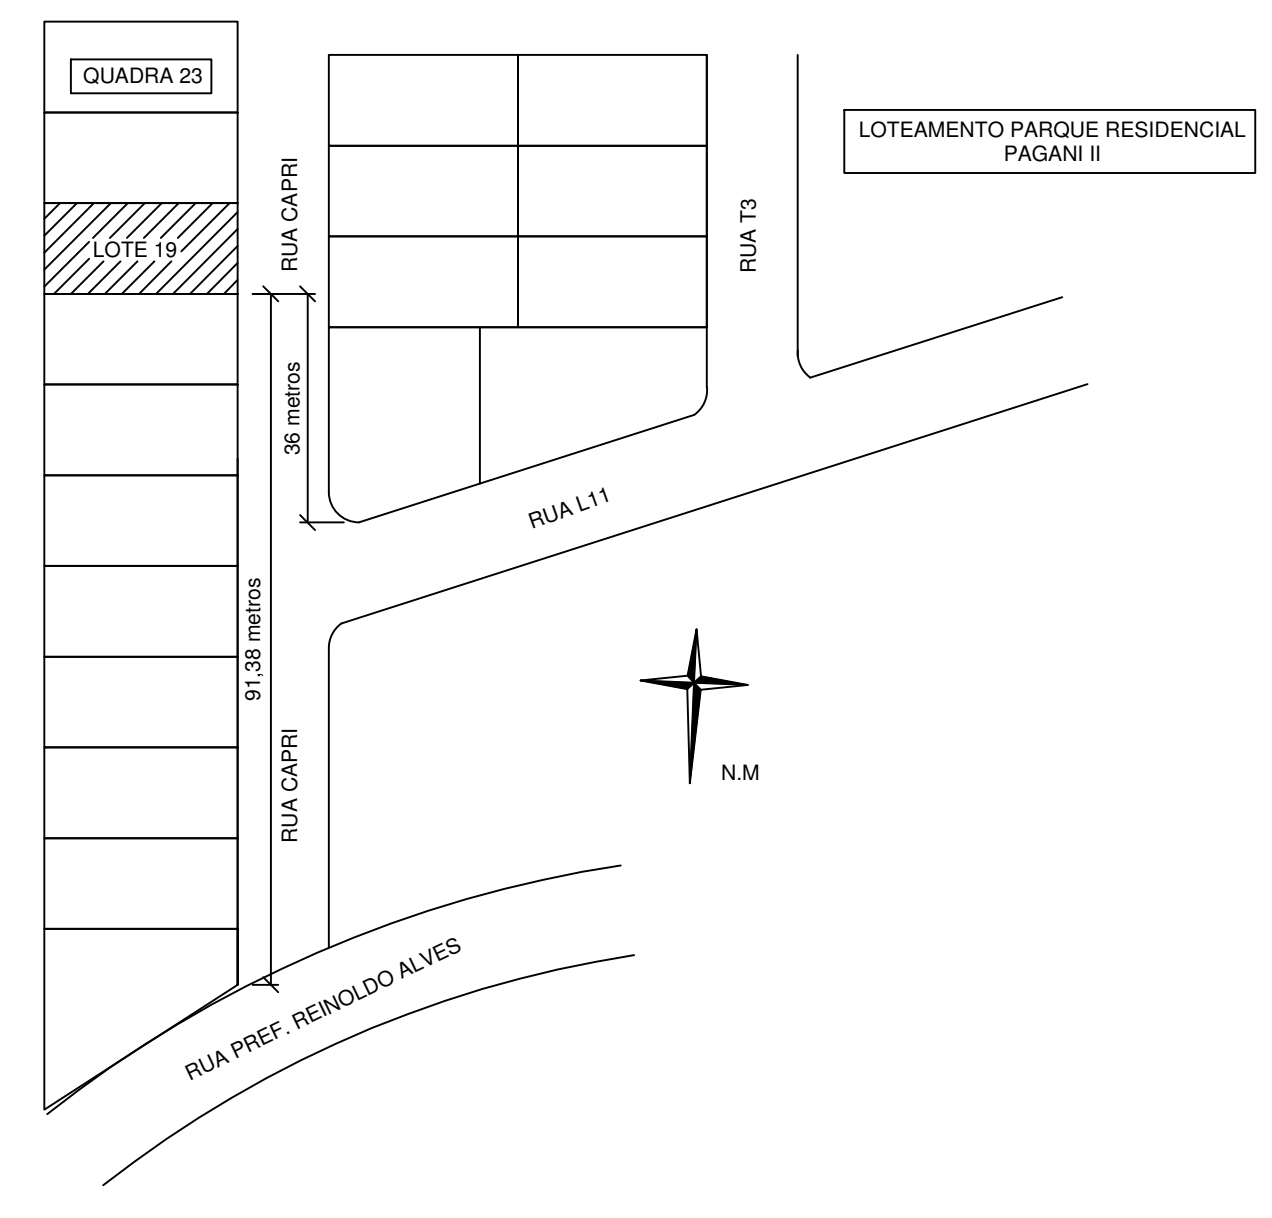 QUADRA 23
LOTEAMENTO PARQUE RESIDENCIAL
PAGANI II
RUA CAPRI
RUA T3
LOTE 19
36 metros
RUA L11
91,38 metros
RUA CAPRI
N.M
RUA PREF. REINOLDO ALVES